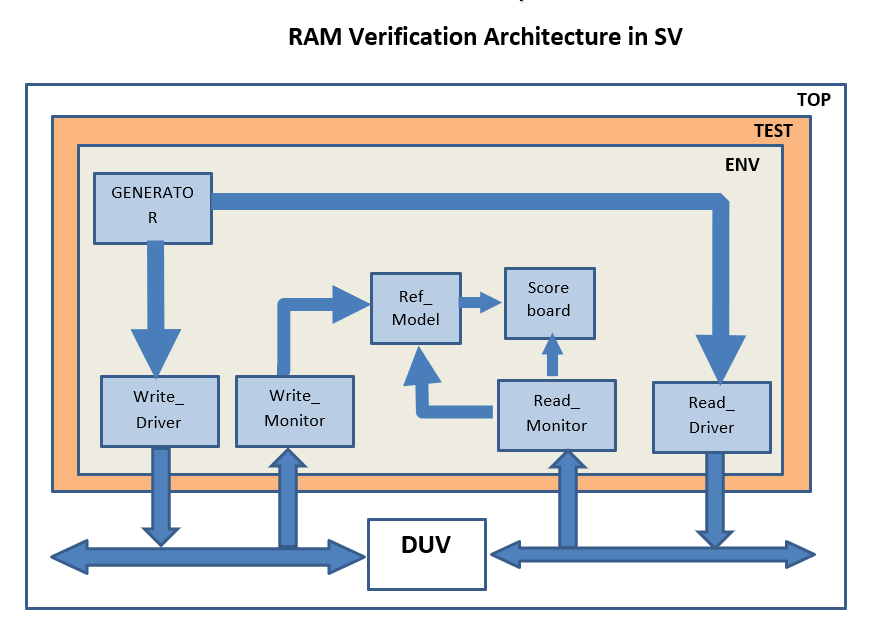 RAM Verification Architecture in SV
TOP
TEST
ENV
GENERATO
R
Ref_
Model
Score
board
Write_
Driver
Write_
Monitor
Read_
Monitor
Read_
Driver
DUV